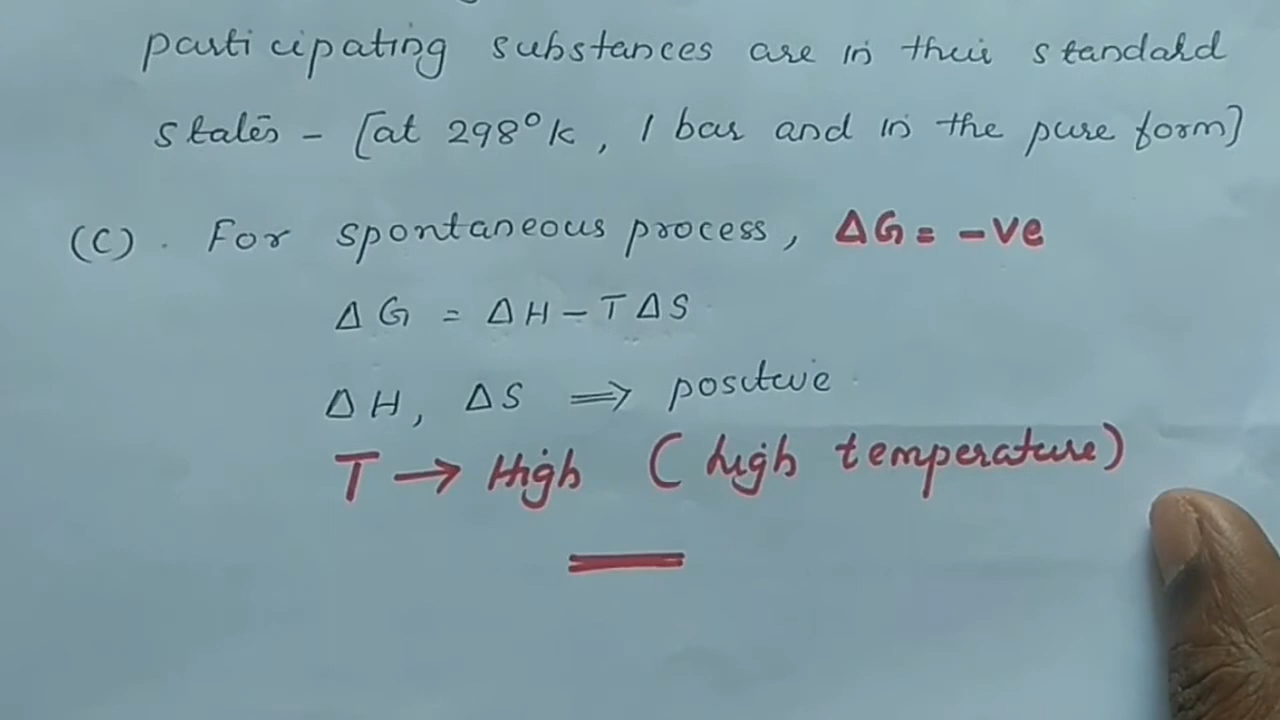 participating substances are in their standard
states - [at 298°K, 1 bar and in the pure form]
(C). For spontaneous process, ΔG = -ve
ΔG = ΔH - TΔS
ΔH, ΔS ⟹ positive
T → High (high temperature)